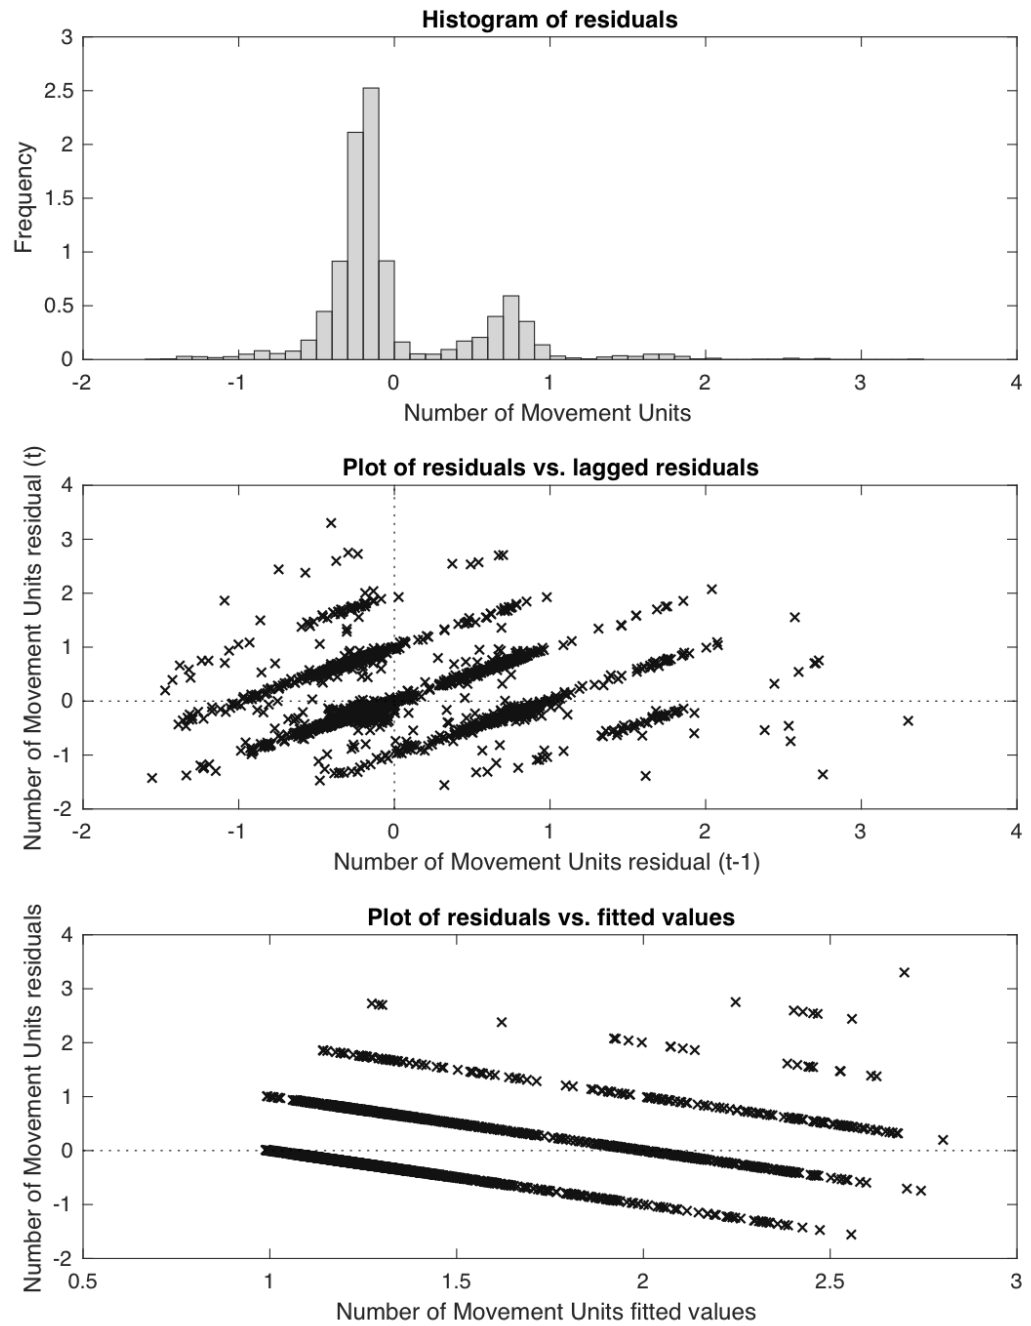 Histogram of residuals
3
2.5
2
1.5
1
0.5
0
Frequency
-2 -1 0 1 2 3 4
Number of Movement Units
Plot of residuals vs. lagged residuals
4
3
2
1
0
-1
-2
Number of Movement Units residual (t)
-2 -1 0 1 2 3 4
Number of Movement Units residual (t-1)
Plot of residuals vs. fitted values
4
3
2
1
0
-1
-2
Number of Movement Units residuals
0.5 1 1.5 2 2.5 3
Number of Movement Units fitted values